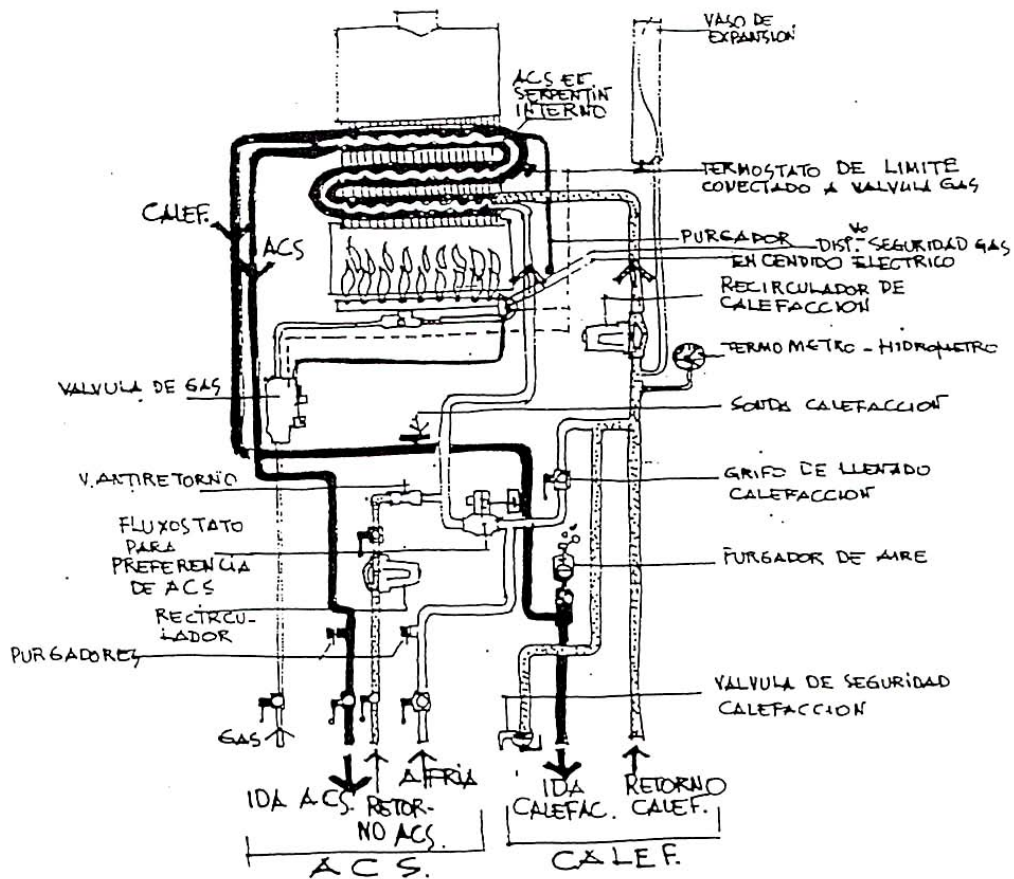 VASO DE
EXPANSIÓN
ACS EN
SERPENTIN
INTERNO
TERMOSTATO DE LIMITE
CONECTADO A VALVULA GAS
CALEF.
ACS
PURGADOR
DISP. SEGURIDAD GAS
ENCENDIDO ELECTRICO
RECIRCULADOR DE
CALEFACCION
TERMOMETRO - HIDROMETRO
VALVULA DE GAS
SONDA CALEFACCION
V. ANTIRETORNO
GRIFO DE LLENADO
CALEFACCION
FLUXOSTATO
PARA
PREFERENCIA
DE ACS
PURGADOR DE AIRE
RECIRCU-
LADOR
PURGADORES
VALVULA DE SEGURIDAD
CALEFACCION
GAS
IDA ACS.
RETOR-
NO ACS.
A. FRIA
IDA
CALEFAC.
RETORNO
CALEF.
A C S.
CALEF.